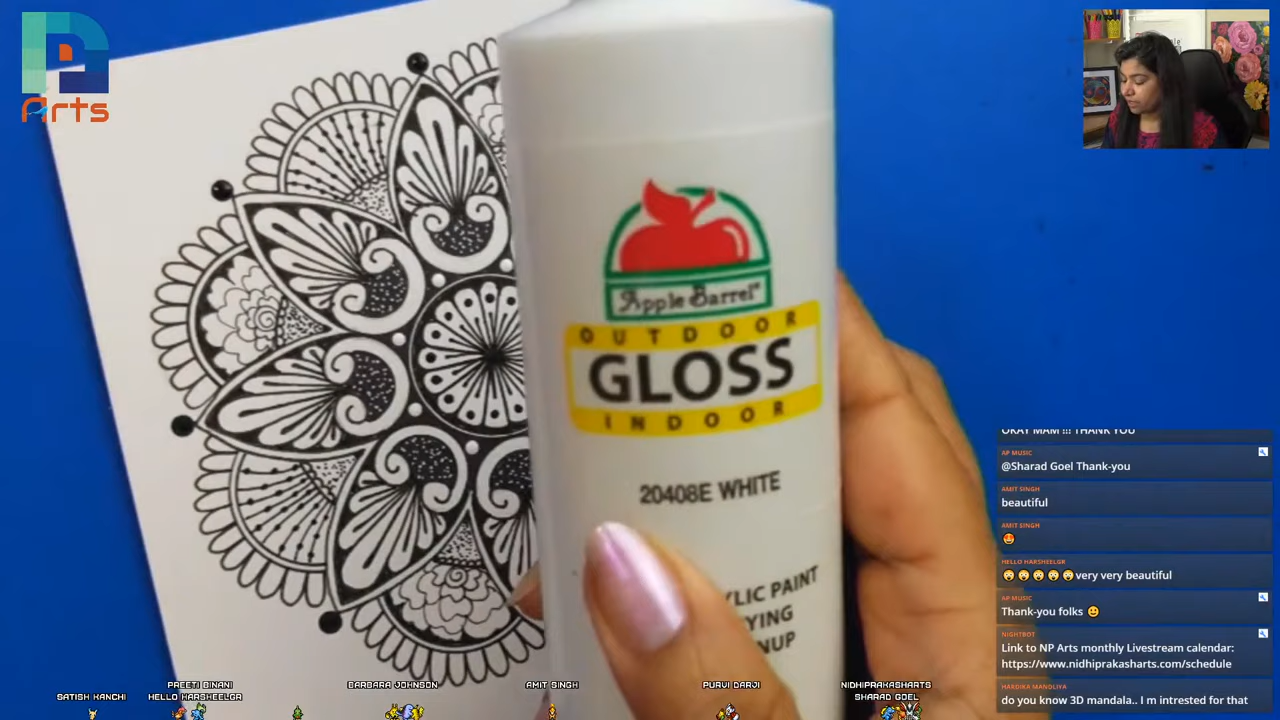 Arts
Apple Barrel
OUTDOOR
GLOSS
INDOOR
20408E WHITE
PAINT
OKAY MAM !!! THANK YOU
AP MUSIC
@Sharad Goel Thank-you
AMIT SINGH
beautiful
AMIT SINGH
🤩
HELLO HARSHEELGR
😮😮😮😮😮very very beautiful
AP MUSIC
Thank-you folks 🙂
NIGHTBOT
Link to NP Arts monthly Livestream calendar:
https://www.nidhiprakasharts.com/schedule
HARDIKA MANGLIYA
do you know 3D mandala.. I m intrested for that
SATISH KANCHI
PREETI BINANI
HELLO HARSHEELGR
BARBARA JOHNSON
AMIT SINGH
PURVI DARJI
NIDHIPRAKASHARTS
SHARAD GOEL